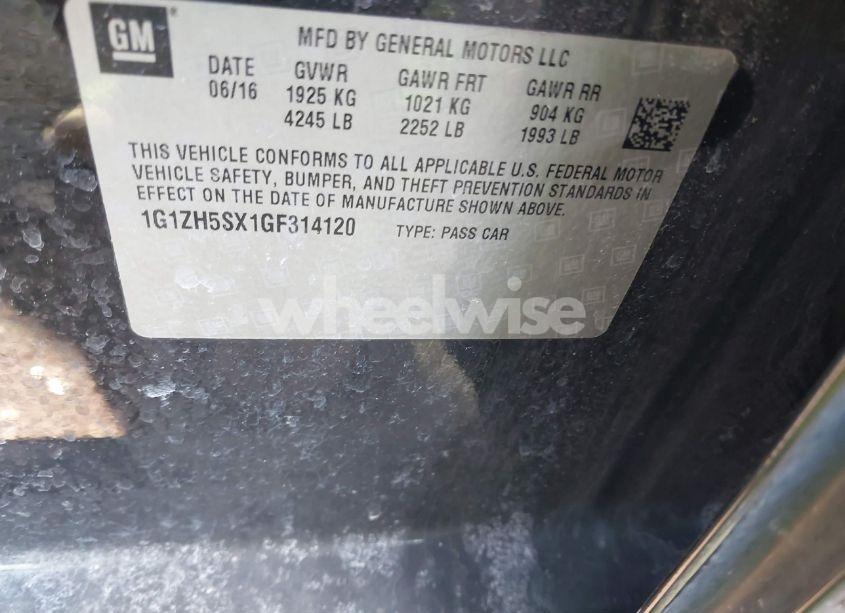 GM
MFD BY GENERAL MOTORS LLC
DATE GVWR GAWR FRT GAWR RR
06/16 1925 KG 1021 KG 904 KG
4245 LB 2252 LB 1993 LB
THIS VEHICLE CONFORMS TO ALL APPLICABLE U.S. FEDERAL MOTOR
VEHICLE SAFETY, BUMPER, AND THEFT PREVENTION STANDARDS IN
EFFECT ON THE DATE OF MANUFACTURE SHOWN ABOVE.
1G1ZH5SX1GF314120 TYPE: PASS CAR
wheelwise